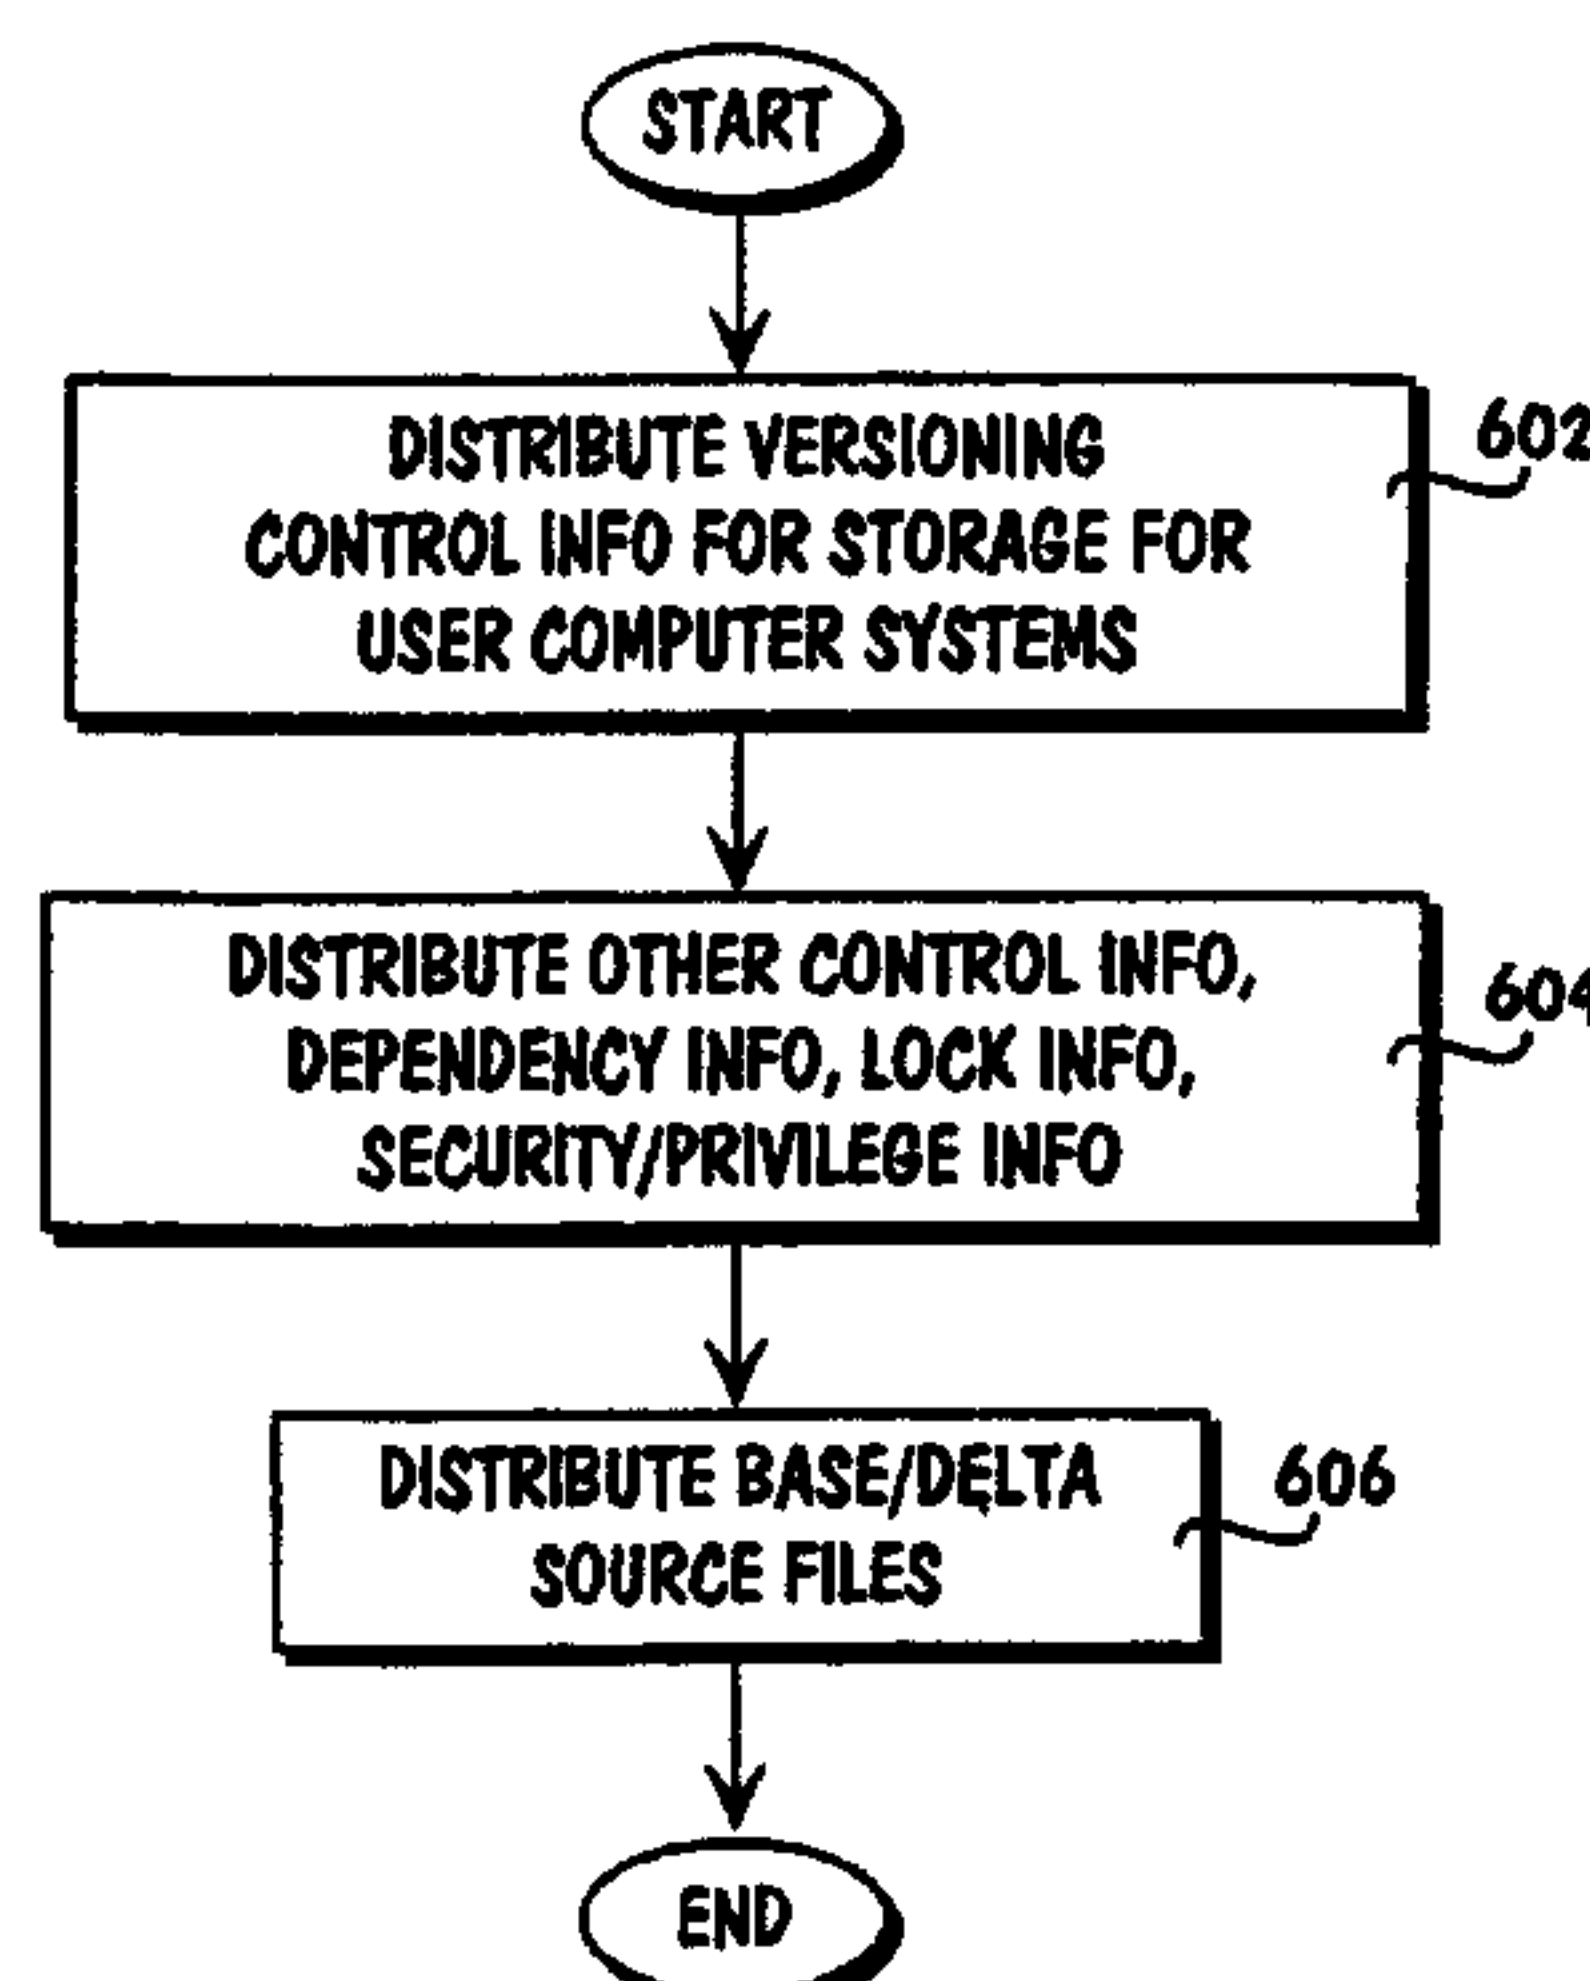 START
DISTRIBUTE VERSIONING
CONTROL INFO FOR STORAGE FOR
USER COMPUTER SYSTEMS
602
DISTRIBUTE OTHER CONTROL INFO,
DEPENDENCY INFO, LOCK INFO,
SECURITY/PRIVILEGE INFO
604
DISTRIBUTE BASE/DELTA
SOURCE FILES
606
END